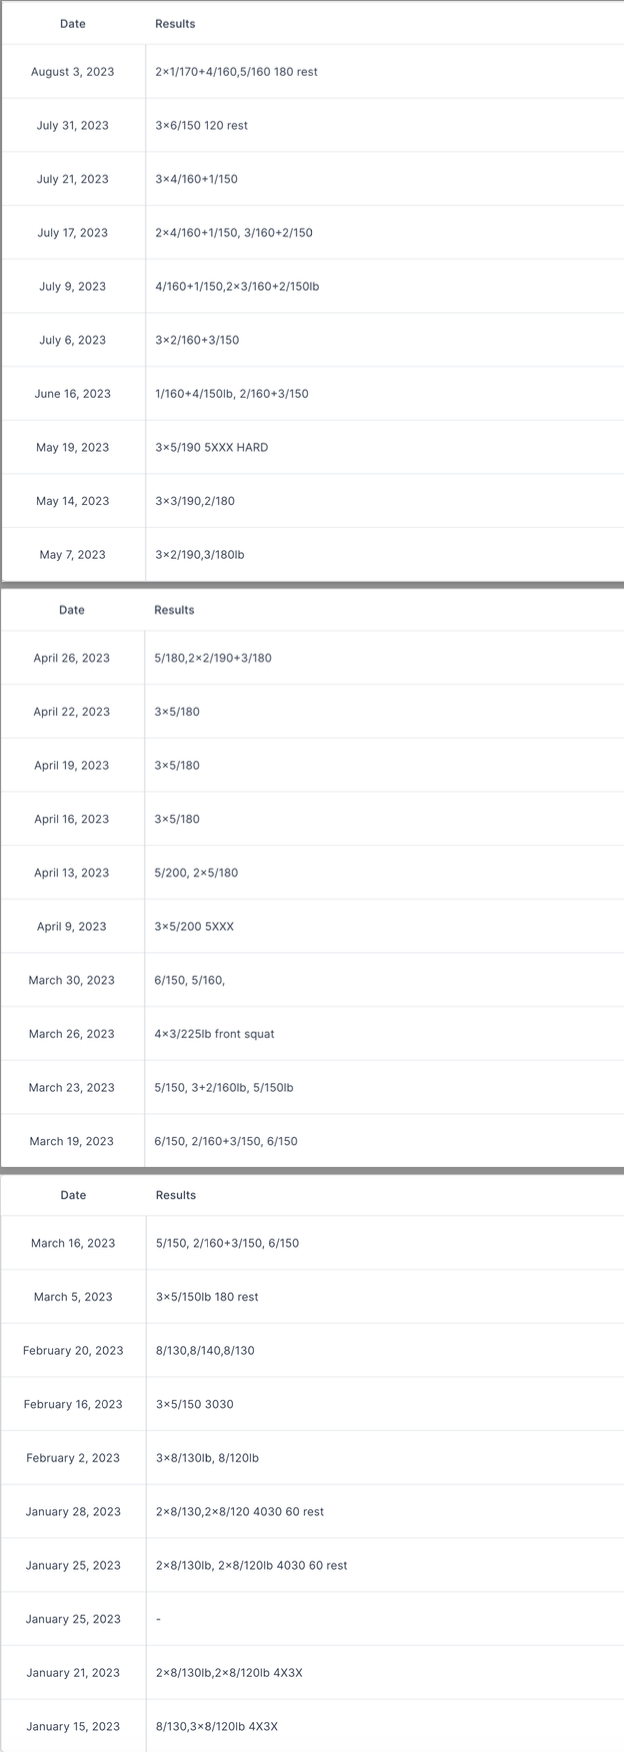 Date Results
August 3, 2023 2×1/170+4/160,5/160 180 rest
July 31, 2023 3×6/150 120 rest
July 21, 2023 3×4/160+1/150
July 17, 2023 2×4/160+1/150, 3/160+2/150
July 9, 2023 4/160+1/150,2×3/160+2/150lb
July 6, 2023 3×2/160+3/150
June 16, 2023 1/160+4/150lb, 2/160+3/150
May 19, 2023 3×5/190 5XXX HARD
May 14, 2023 3×3/190,2/180
May 7, 2023 3×2/190,3/180lb
Date Results
April 26, 2023 5/180,2×2/190+3/180
April 22, 2023 3×5/180
April 19, 2023 3×5/180
April 16, 2023 3×5/180
April 13, 2023 5/200, 2×5/180
April 9, 2023 3×5/200 5XXX
March 30, 2023 6/150, 5/160,
March 26, 2023 4×3/225lb front squat
March 23, 2023 5/150, 3+2/160lb, 5/150lb
March 19, 2023 6/150, 2/160+3/150, 6/150
Date Results
March 16, 2023 5/150, 2/160+3/150, 6/150
March 5, 2023 3×5/150lb 180 rest
February 20, 2023 8/130,8/140,8/130
February 16, 2023 3×5/150 3030
February 2, 2023 3×8/130lb, 8/120lb
January 28, 2023 2×8/130,2×8/120 4030 60 rest
January 25, 2023 2×8/130lb, 2×8/120lb 4030 60 rest
January 25, 2023 -
January 21, 2023 2×8/130lb,2×8/120lb 4X3X
January 15, 2023 8/130,3×8/120lb 4X3X